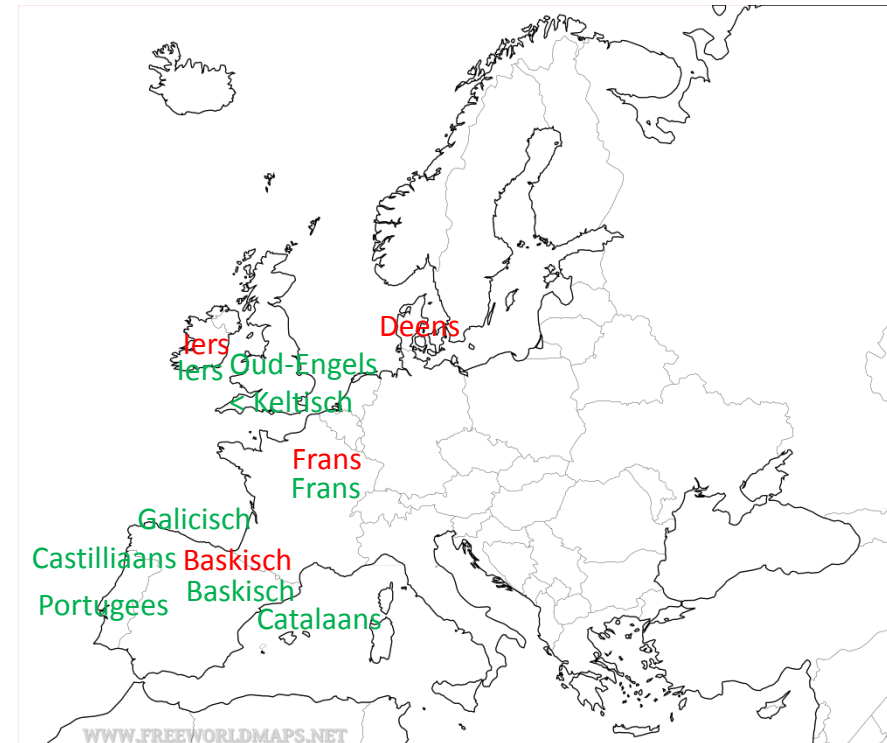 Deens
Iers
Iers
Oud-Engels
< Keltisch
Frans
Frans
Galicisch
Castilliaans
Baskisch
Baskisch
Portugees
Catalaans
WWW.FREEWORLDMAPS.NET